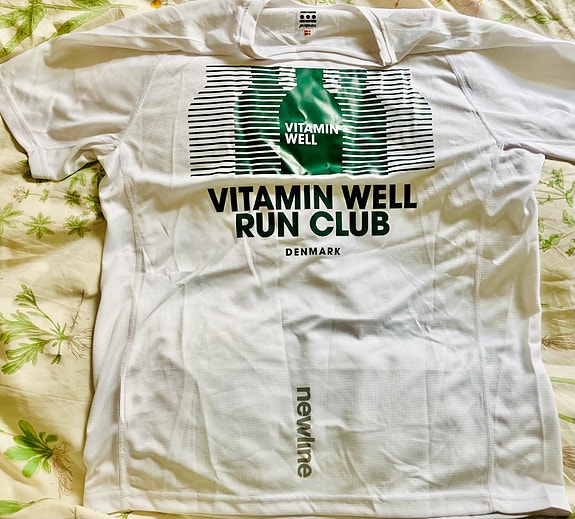 VITAMIN
WELL
VITAMIN WELL
RUN CLUB
DENMARK
newline